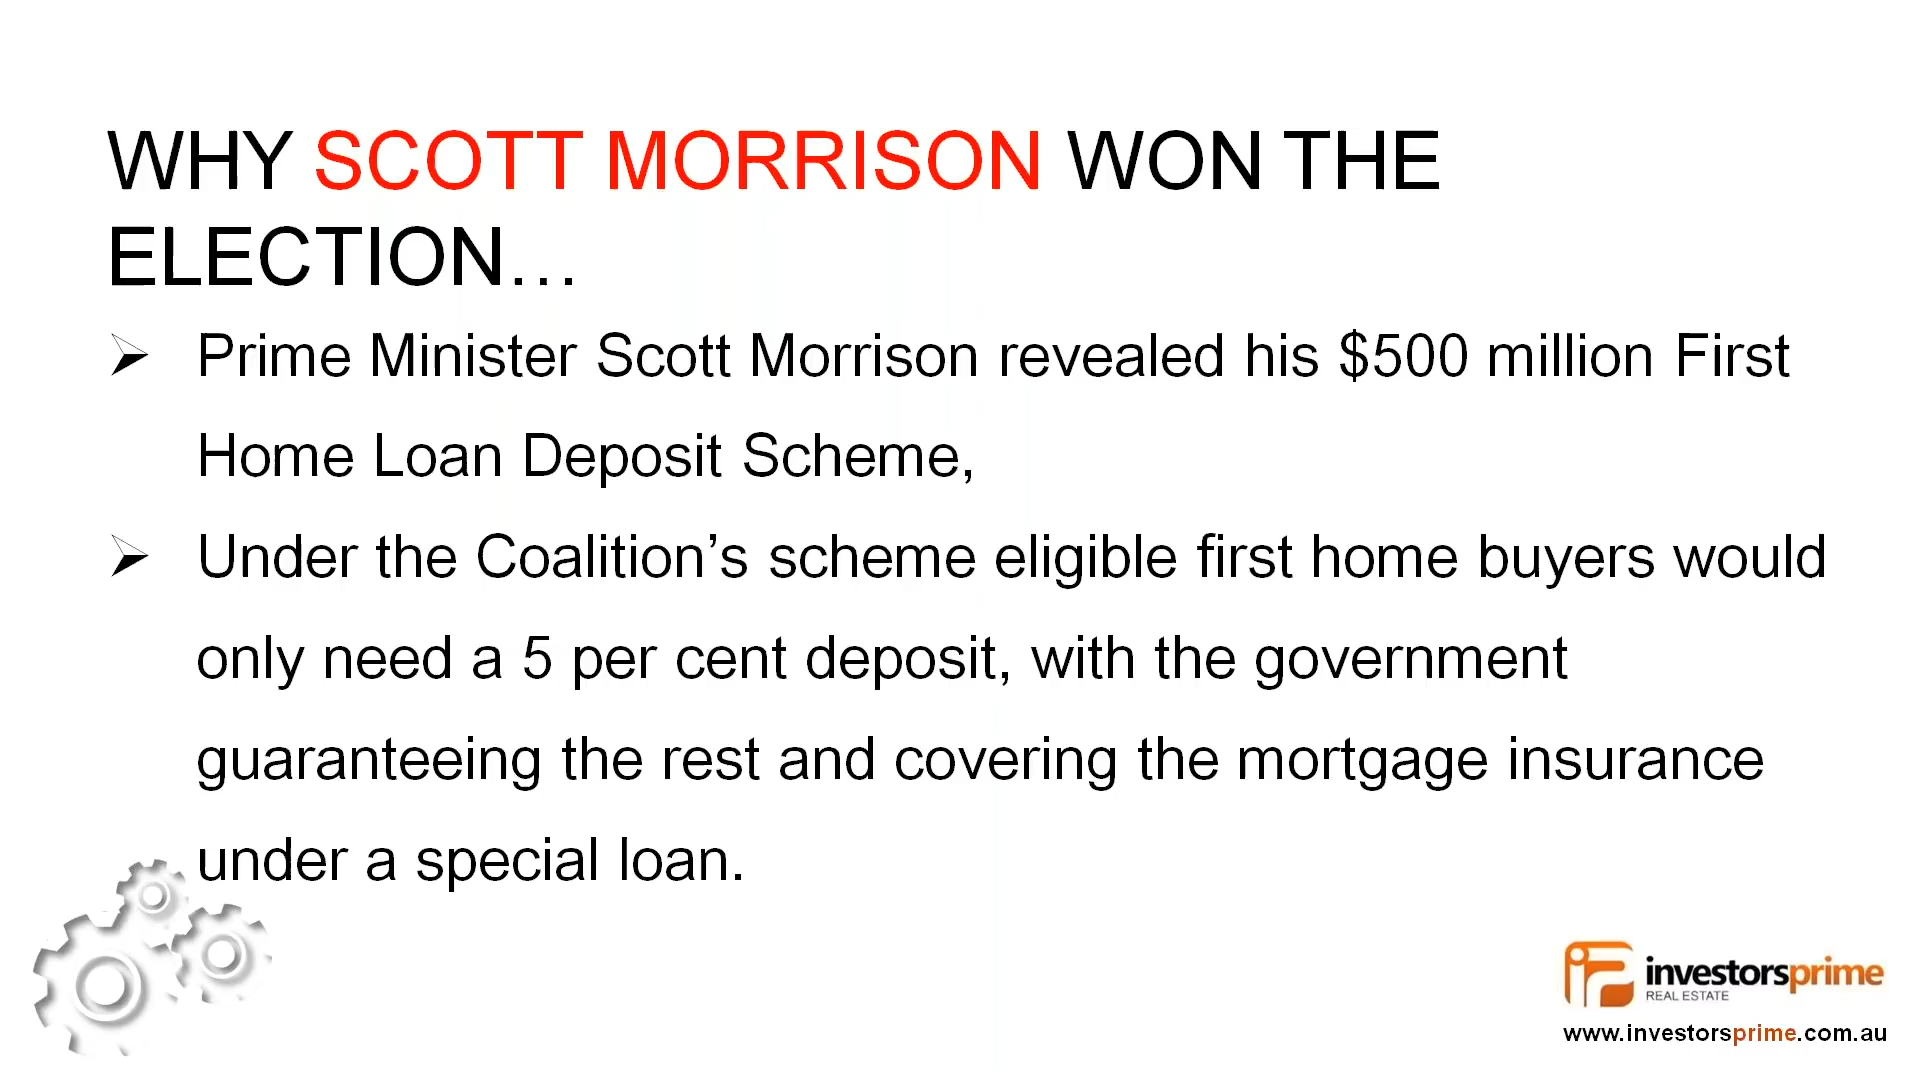 WHY SCOTT MORRISON WON THE
ELECTION…
➢ Prime Minister Scott Morrison revealed his $500 million First
Home Loan Deposit Scheme,
➢ Under the Coalition’s scheme eligible first home buyers would
only need a 5 per cent deposit, with the government
guaranteeing the rest and covering the mortgage insurance
under a special loan.
investorsprime
REAL ESTATE
www.investorsprime.com.au